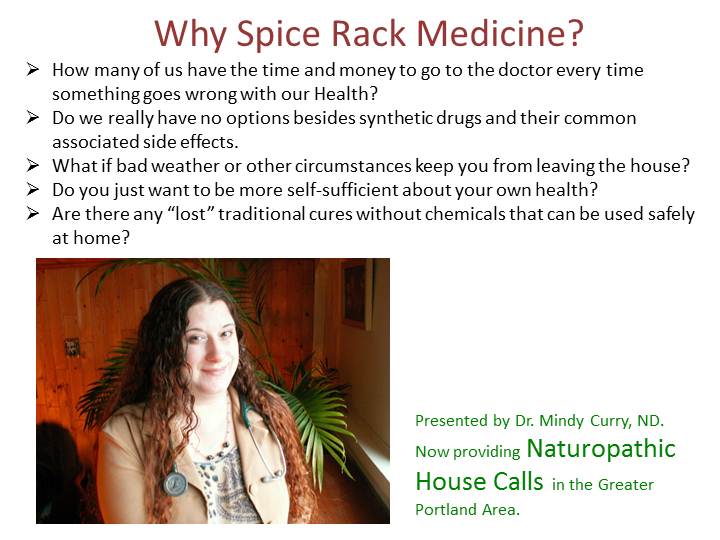 Why Spice Rack Medicine?
➢ How many of us have the time and money to go to the doctor every time
something goes wrong with our Health?
➢ Do we really have no options besides synthetic drugs and their common
associated side effects.
➢ What if bad weather or other circumstances keep you from leaving the house?
➢ Do you just want to be more self-sufficient about your own health?
➢ Are there any “lost” traditional cures without chemicals that can be used safely
at home?
Presented by Dr. Mindy Curry, ND.
Now providing Naturopathic
House Calls in the Greater
Portland Area.